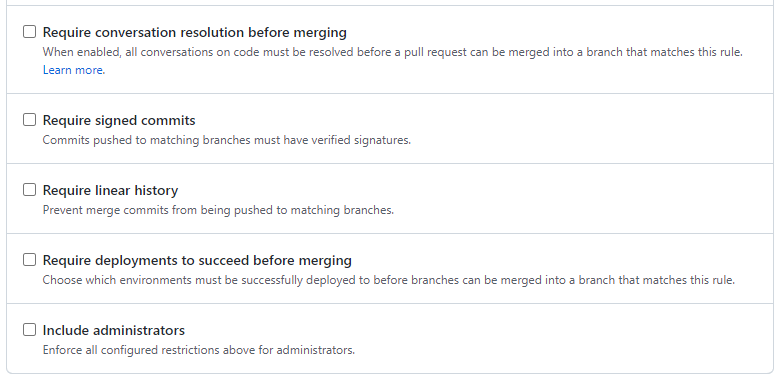 Require conversation resolution before merging
When enabled, all conversations on code must be resolved before a pull request can be merged into a branch that matches this rule.
Learn more.
Require signed commits
Commits pushed to matching branches must have verified signatures.
Require linear history
Prevent merge commits from being pushed to matching branches.
Require deployments to succeed before merging
Choose which environments must be successfully deployed to before branches can be merged into a branch that matches this rule.
Include administrators
Enforce all configured restrictions above for administrators.